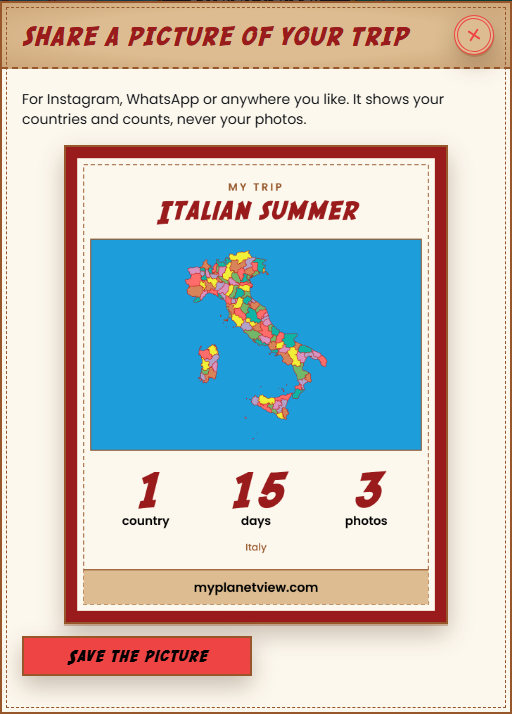 SHARE A PICTURE OF YOUR TRIP
For Instagram, WhatsApp or anywhere you like. It shows your
countries and counts, never your photos.
MY TRIP
ITALIAN SUMMER
1 15 3
country days photos
Italy
myplanetview.com
SAVE THE PICTURE